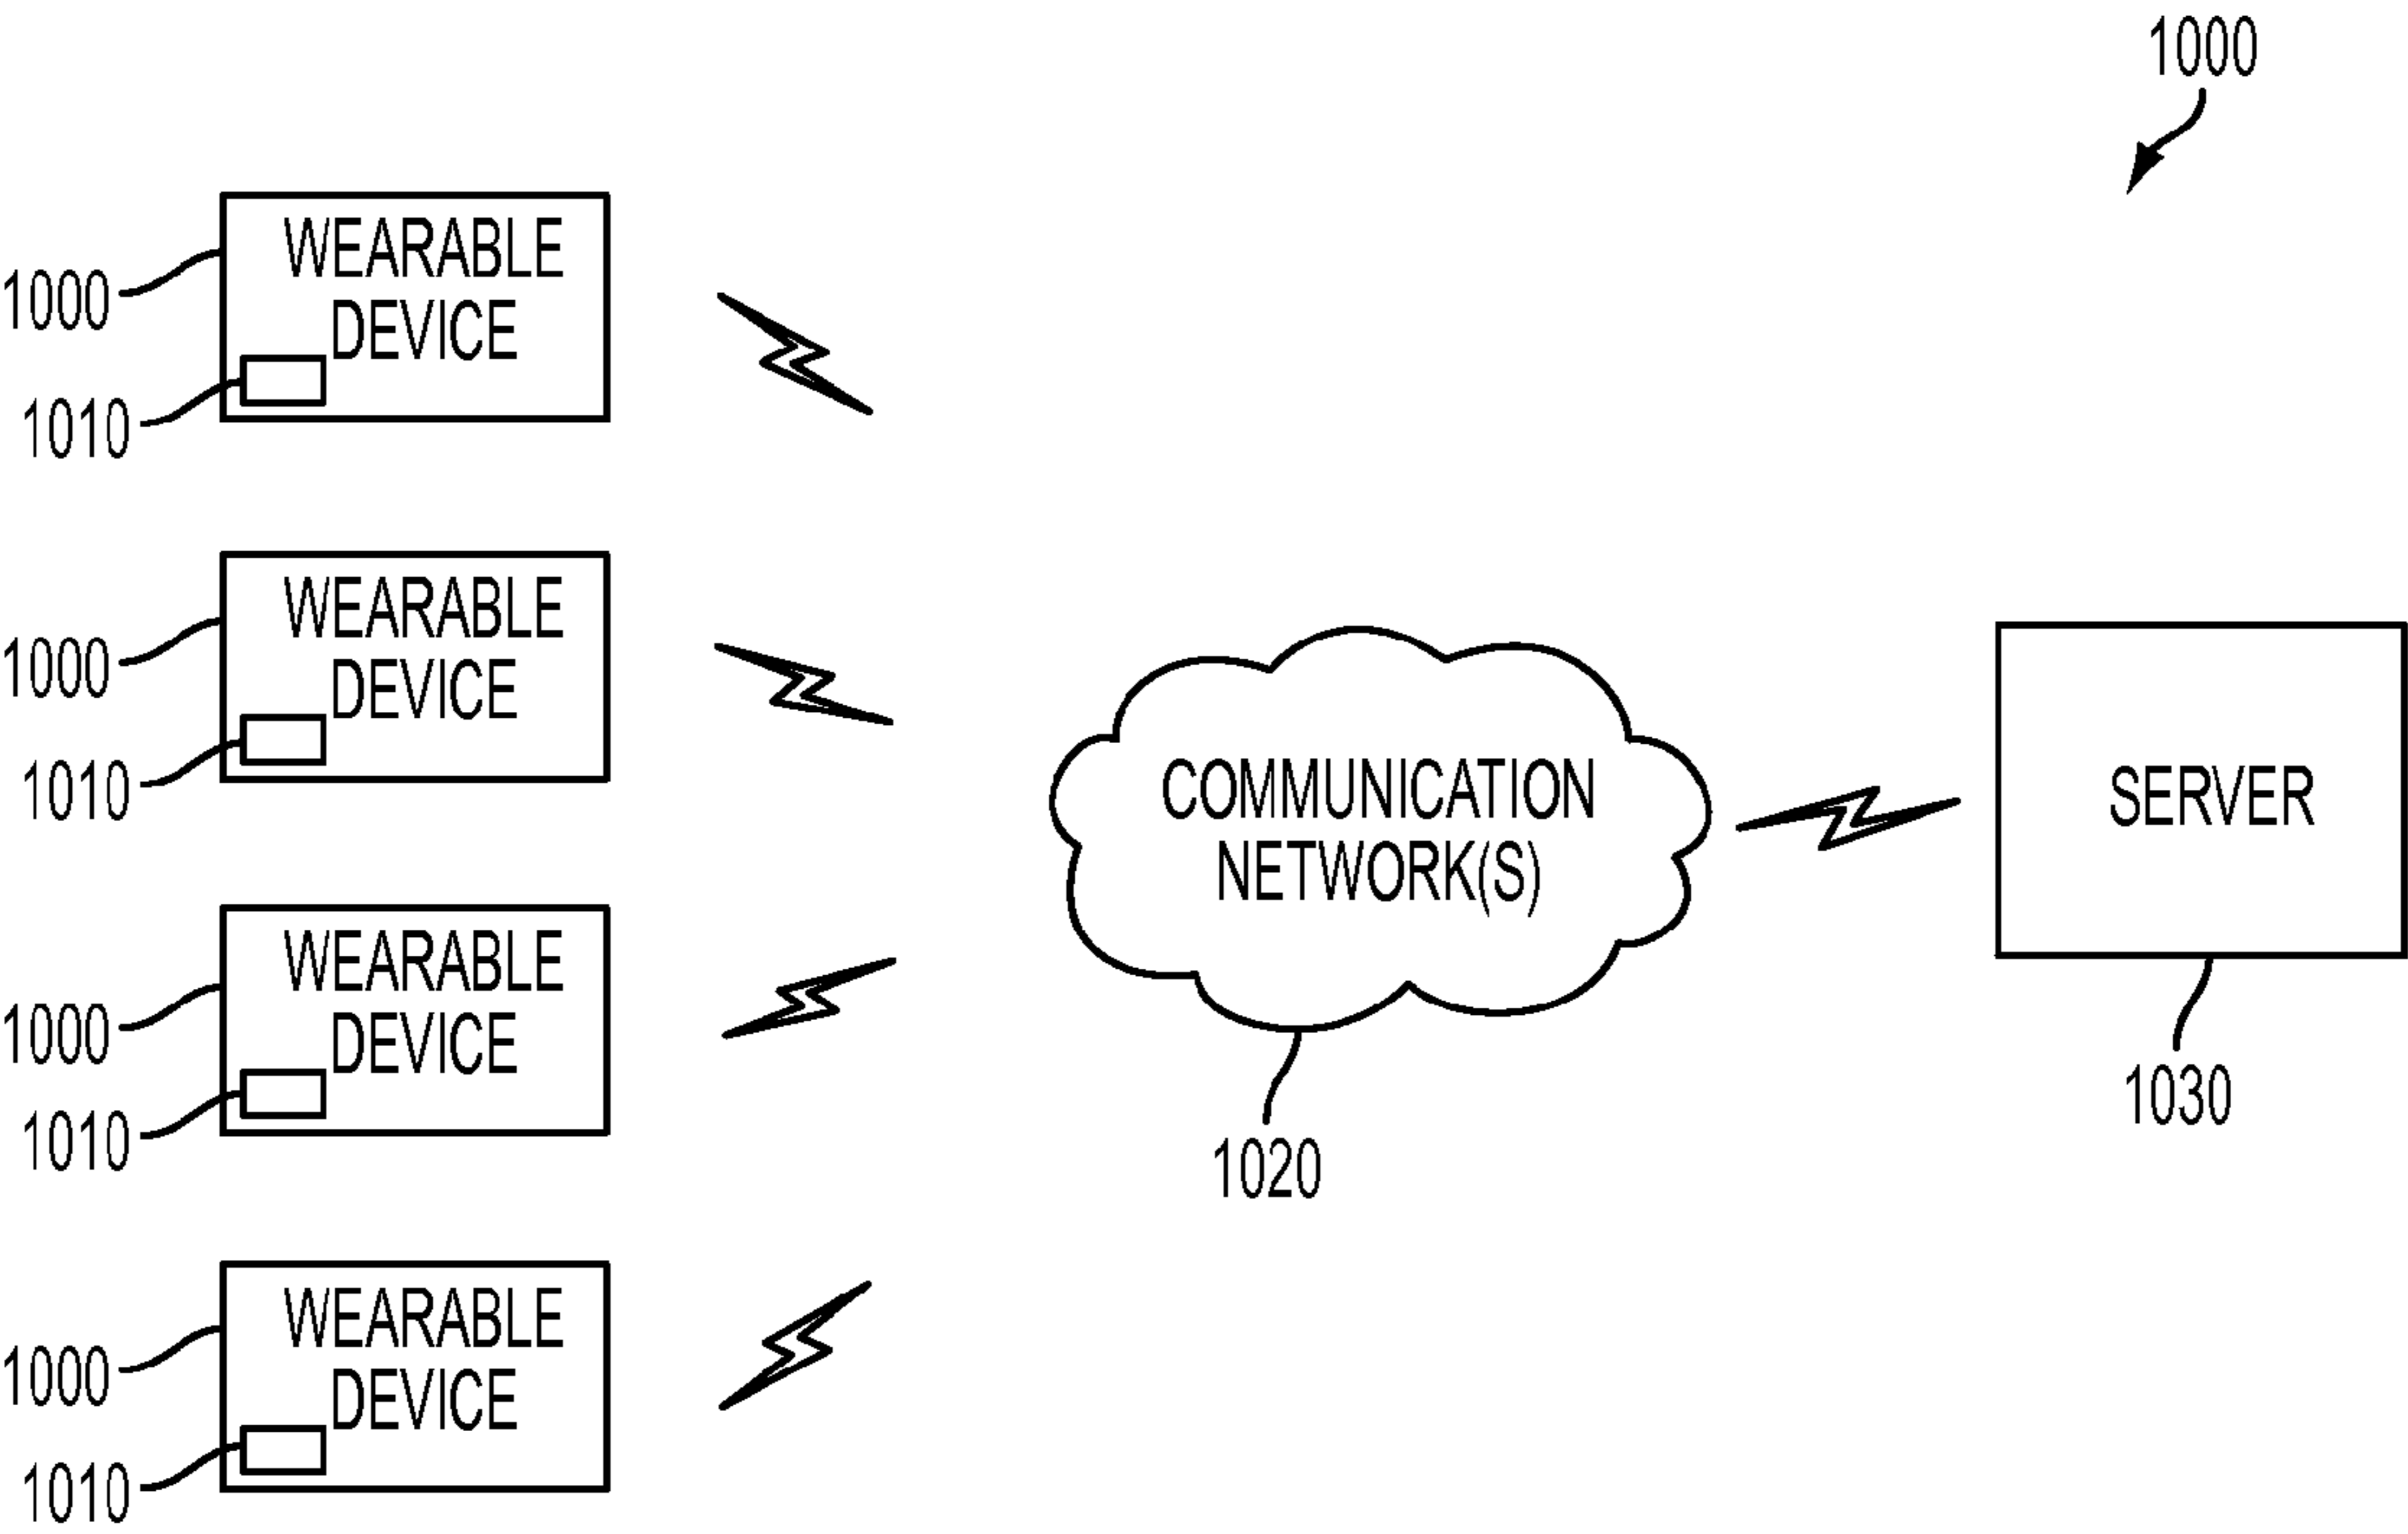 1000
WEARABLE
DEVICE
1000
1010
WEARABLE
DEVICE
1000
1010
WEARABLE
DEVICE
1000
1010
WEARABLE
DEVICE
1000
1010
COMMUNICATION
NETWORK(S)
1020
SERVER
1030